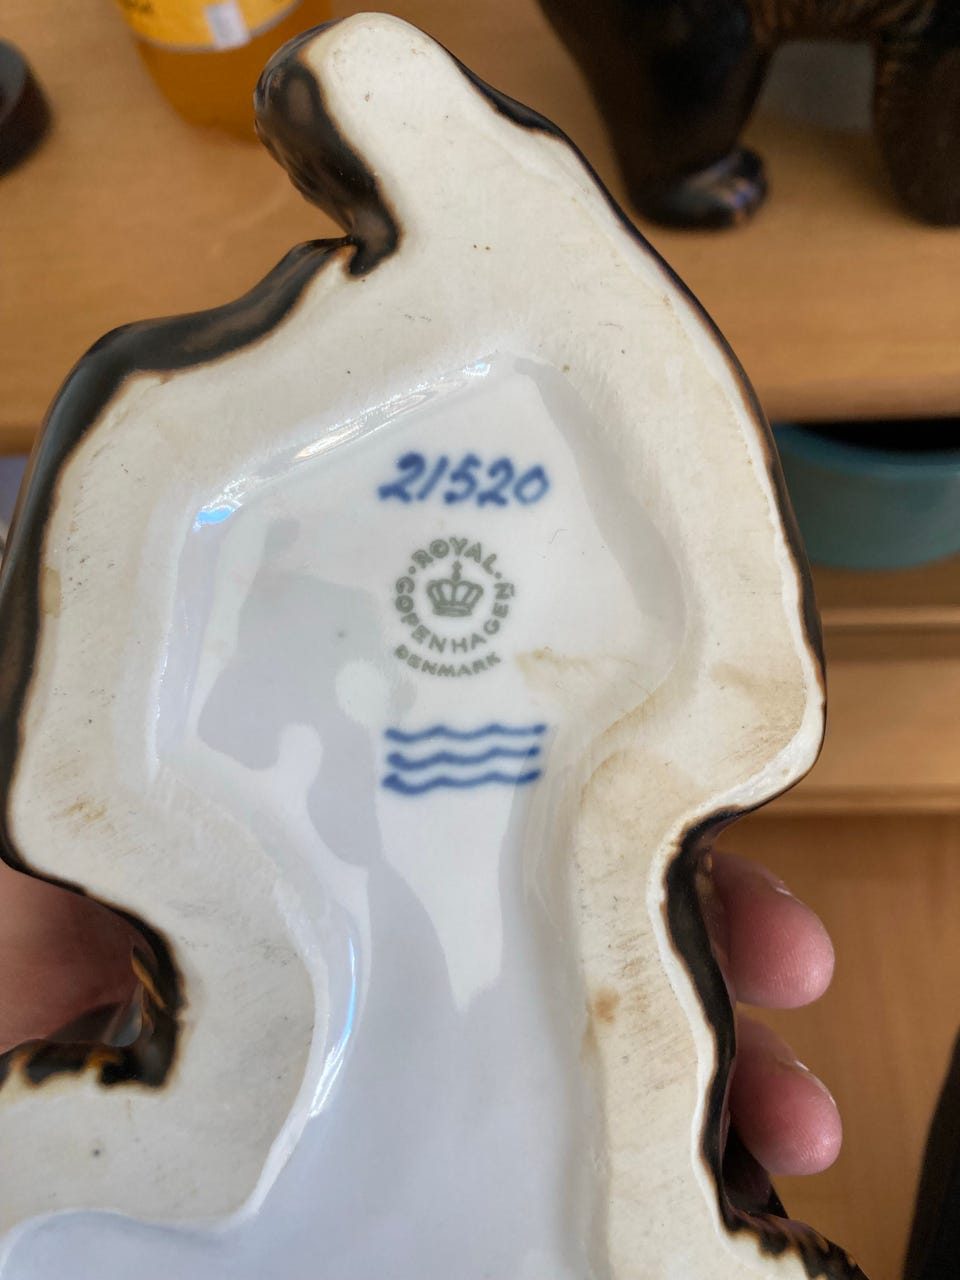 21520
ROYAL
COPENHAGEN
DENMARK